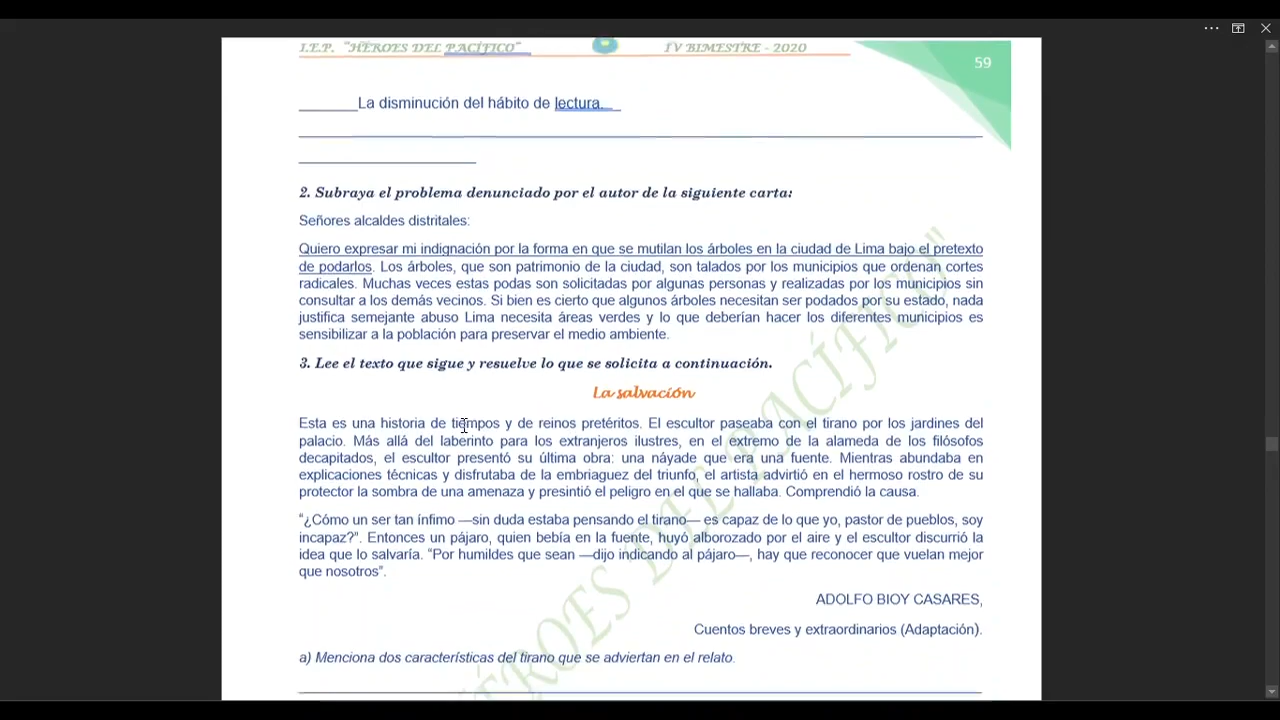 I.E.P. "HÉROES DEL PACÍFICO" IV BIMESTRE - 2020
59
_______La disminución del hábito de lectura.__
2. Subraya el problema denunciado por el autor de la siguiente carta:
Señores alcaldes distritales:
Quiero expresar mi indignación por la forma en que se mutilan los árboles en la ciudad de Lima bajo el pretexto
de podarlos. Los árboles, que son patrimonio de la ciudad, son talados por los municipios que ordenan cortes
radicales. Muchas veces estas podas son solicitadas por algunas personas y realizadas por los municipios sin
consultar a los demás vecinos. Si bien es cierto que algunos árboles necesitan ser podados por su estado, nada
justifica semejante abuso Lima necesita áreas verdes y lo que deberían hacer los diferentes municipios es
sensibilizar a la población para preservar el medio ambiente.
3. Lee el texto que sigue y resuelve lo que se solicita a continuación.
La salvación
Esta es una historia de tiempos y de reinos pretéritos. El escultor paseaba con el tirano por los jardines del
palacio. Más allá del laberinto para los extranjeros ilustres, en el extremo de la alameda de los filósofos
decapitados, el escultor presentó su última obra: una náyade que era una fuente. Mientras abundaba en
explicaciones técnicas y disfrutaba de la embriaguez del triunfo, el artista advirtió en el hermoso rostro de su
protector la sombra de una amenaza y presintió el peligro en el que se hallaba. Comprendió la causa.
"¿Cómo un ser tan ínfimo —sin duda estaba pensando el tirano— es capaz de lo que yo, pastor de pueblos, soy
incapaz?". Entonces un pájaro, quien bebía en la fuente, huyó alborozado por el aire y el escultor discurrió la
idea que lo salvaría. "Por humildes que sean —dijo indicando al pájaro—, hay que reconocer que vuelan mejor
que nosotros".
ADOLFO BIOY CASARES,
Cuentos breves y extraordinarios (Adaptación).
a) Menciona dos características del tirano que se adviertan en el relato.
HÉROES DEL PACÍFICO"